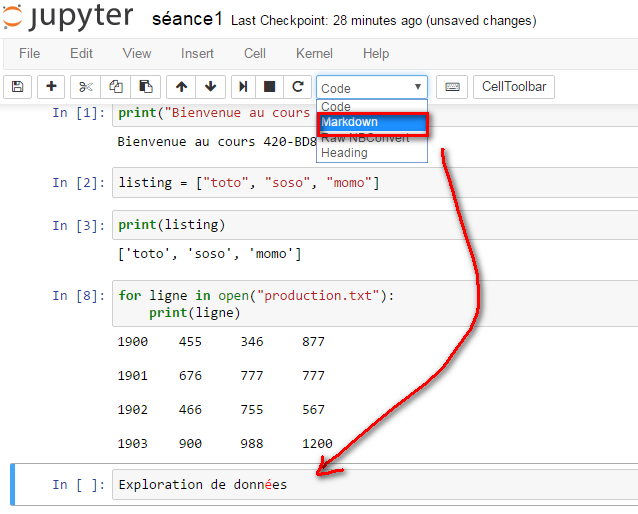 jupyter séance1 Last Checkpoint: 28 minutes ago (unsaved changes)
File Edit View Insert Cell Kernel Help
Code CellToolbar
Code
Markdown
Raw NBConvert
Heading
In [1]: print("Bienvenue au cours
Bienvenue au cours 420-BD8
In [2]: listing = ["toto", "soso", "momo"]
In [3]: print(listing)
['toto', 'soso', 'momo']
In [8]: for ligne in open("production.txt"):
print(ligne)
1900 455 346 877
1901 676 777 777
1902 466 755 567
1903 900 988 1200
In [ ]: Exploration de données